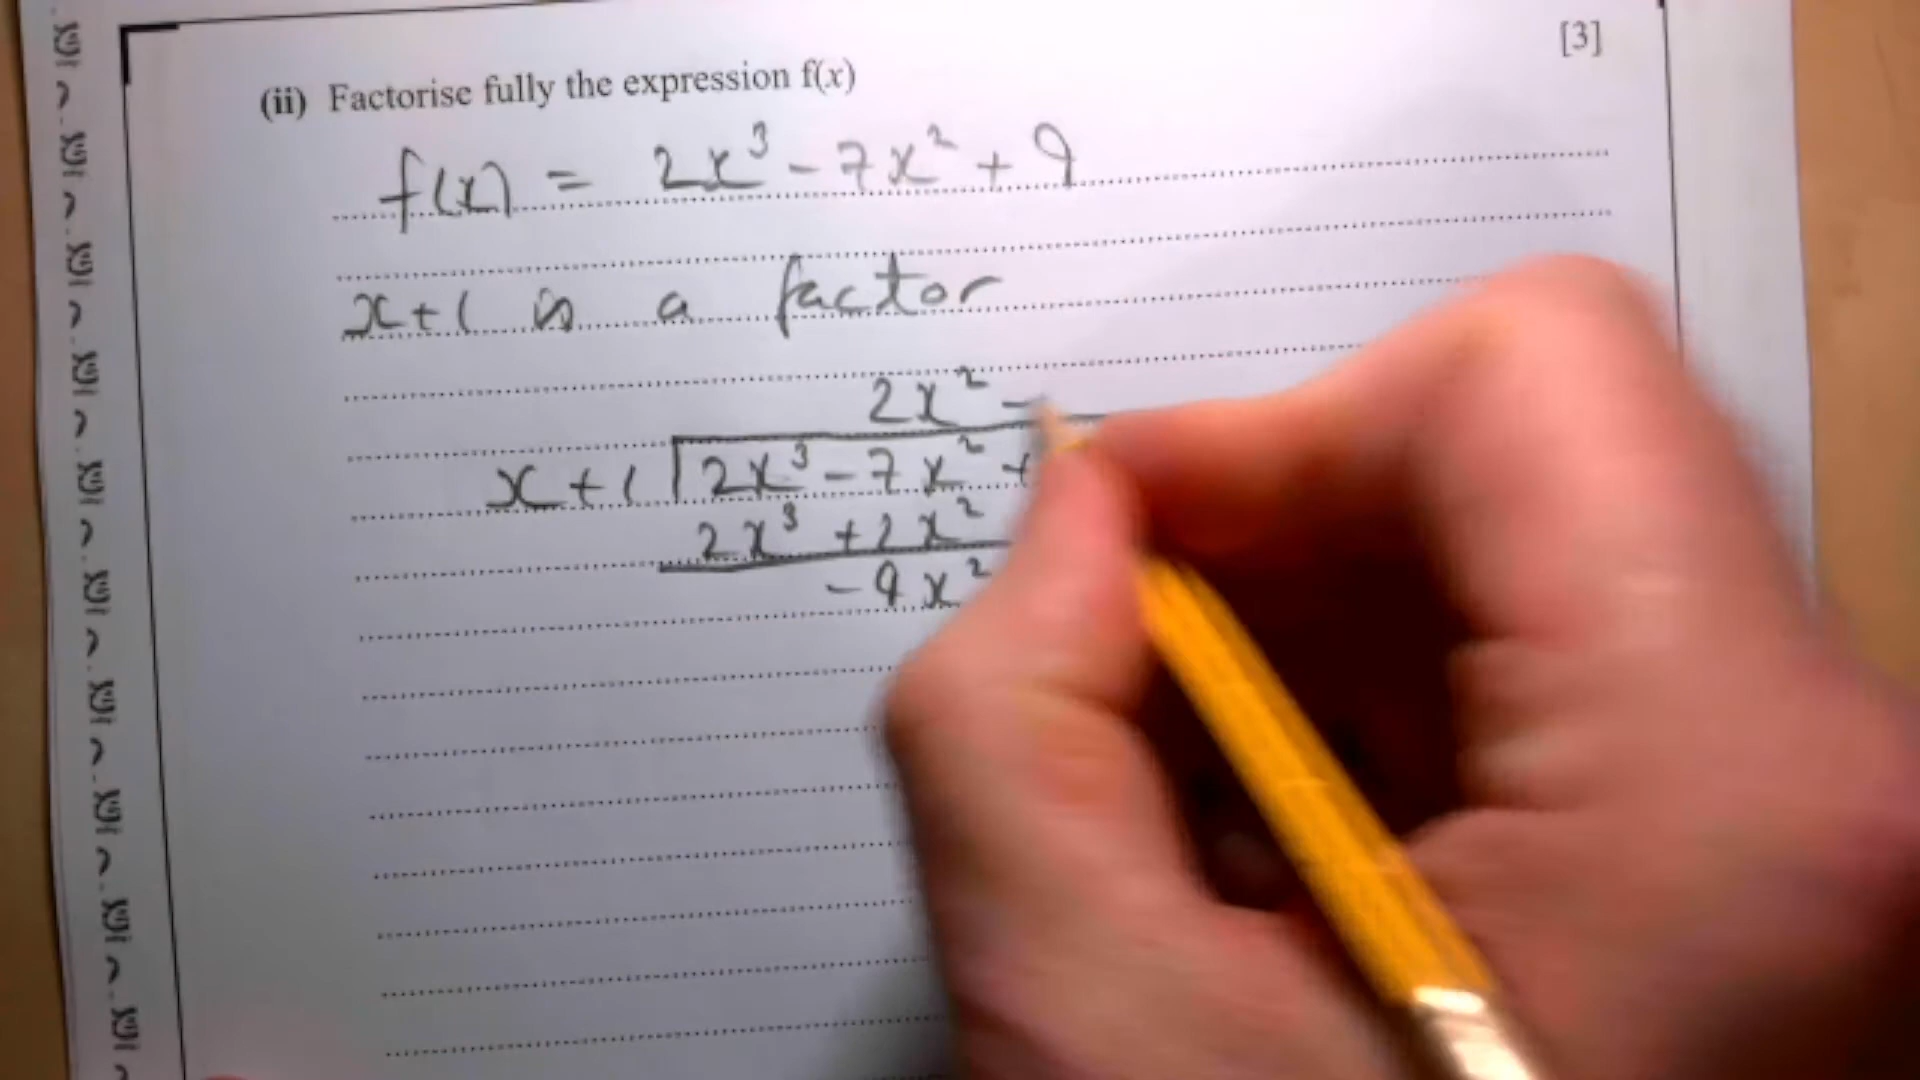 [3]
(ii) Factorise fully the expression f(x)
f(x) = 2x³ - 7x² + 9
x+1 is a factor
2x² -
x+1 2x³ - 7x² +
2x³ + 2x²
- 9x²